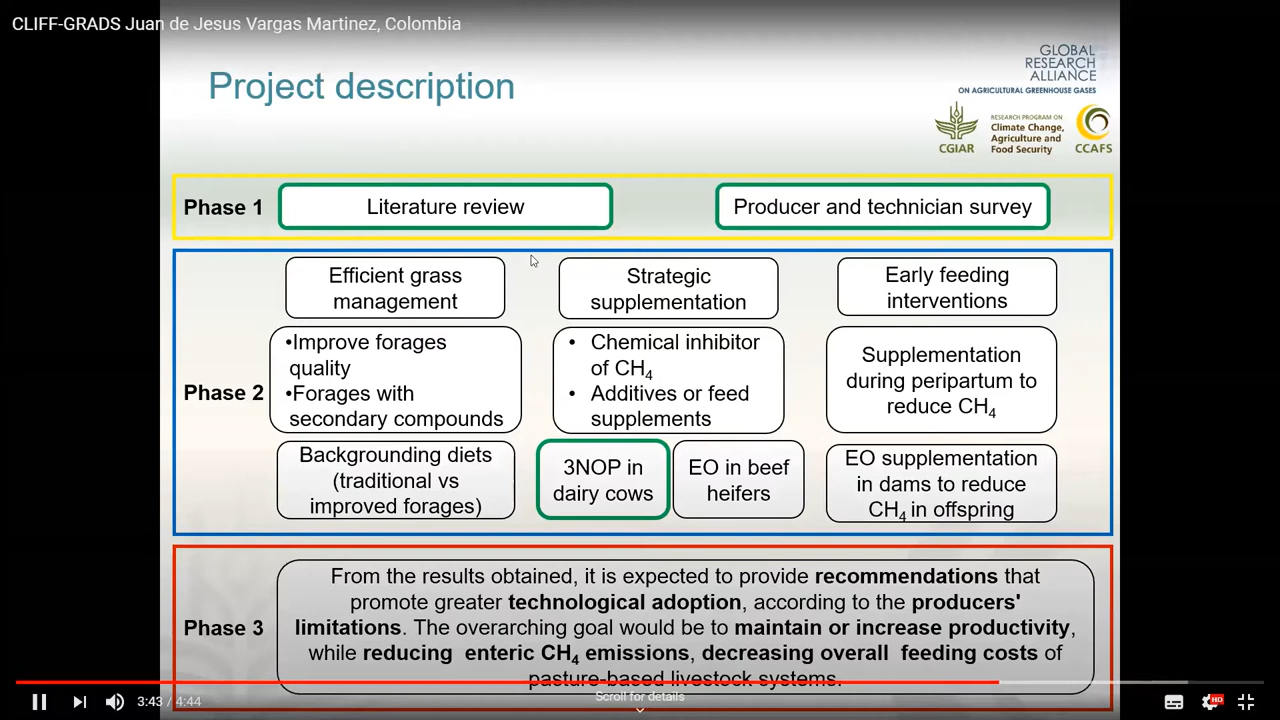 CLIFF-GRADS Juan de Jesus Vargas Martinez, Colombia
Project description
GLOBAL
RESEARCH
ALLIANCE
ON AGRICULTURAL GREENHOUSE GASES
CGIAR
RESEARCH PROGRAM ON
Climate Change,
Agriculture and
Food Security
CCAFS
Phase 1
Literature review
Producer and technician survey
Phase 2
Efficient grass
management
Strategic
supplementation
Early feeding
interventions
•Improve forages
quality
•Forages with
secondary compounds
• Chemical inhibitor
of CH₄
• Additives or feed
supplements
Supplementation
during peripartum to
reduce CH₄
Backgrounding diets
(traditional vs
improved forages)
3NOP in
dairy cows
EO in beef
heifers
EO supplementation
in dams to reduce
CH₄ in offspring
Phase 3
From the results obtained, it is expected to provide recommendations that
promote greater technological adoption, according to the producers'
limitations. The overarching goal would be to maintain or increase productivity,
while reducing enteric CH₄ emissions, decreasing overall feeding costs of
pasture-based livestock systems.
3:43 / 4:44
Scroll for details
HD